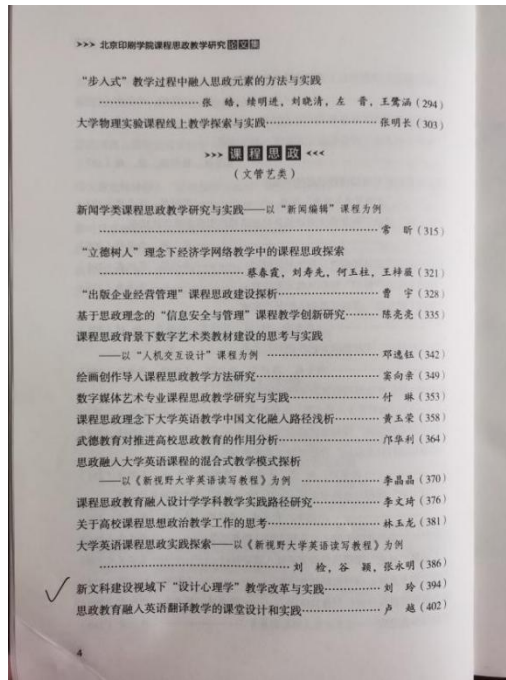 >>> 北京印刷学院课程思政教学研究论文集
“步入式”教学过程中融入思政元素的方法与实践
……………………张 皓，续明进，刘晓清，左 晋，王鹭涵（294）
大学物理实验课程线上教学探索与实践……………………张明长（303）
>>> 课程思政 <<<
（文管艺类）
新闻学类课程思政教学研究与实践——以“新闻编辑”课程为例
……………………………………………………常 昕（315）
“立德树人”理念下经济学网络教学中的课程思政探索
……………………………蔡春霞，刘寿先，何玉柱，王梓薇（321）
“出版企业经营管理”课程思政建设探析……………………曹 宇（328）
基于思政理念的“信息安全与管理”课程教学创新研究………陈亮亮（335）
课程思政背景下数字艺术类教材建设的思考与实践
——以“人机交互设计”课程为例 ……………………邓逸钰（342）
绘画创作导入课程思政教学方法研究……………………窦向亲（349）
数字媒体艺术专业课程思政教学研究与实践………………付 琳（353）
课程思政理念下大学英语教学中国文化融入路径浅析…………黄玉荣（358）
武德教育对推进高校思政教育的作用分析……………………邝华利（364）
思政融入大学英语课程的混合式教学模式探析
——以《新视野大学英语读写教程》为例 ………………李晶晶（370）
课程思政教育融入设计学学科教学实践路径研究……………李文琦（376）
关于高校课程思想政治教学工作的思考……………………林玉龙（381）
大学英语课程思政实践探索——以《新视野大学英语读写教程》为例
……………………………………刘 检，谷 颖，张永明（386）
新文科建设视域下“设计心理学”教学改革与实践……………刘 玲（394）
思政教育融入英语翻译教学的课堂设计和实践………………卢 越（402）
4